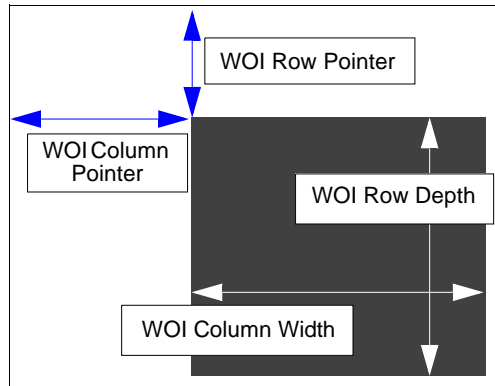 WOI Row Pointer
WOI Column
Pointer
WOI Row Depth
WOI Column Width